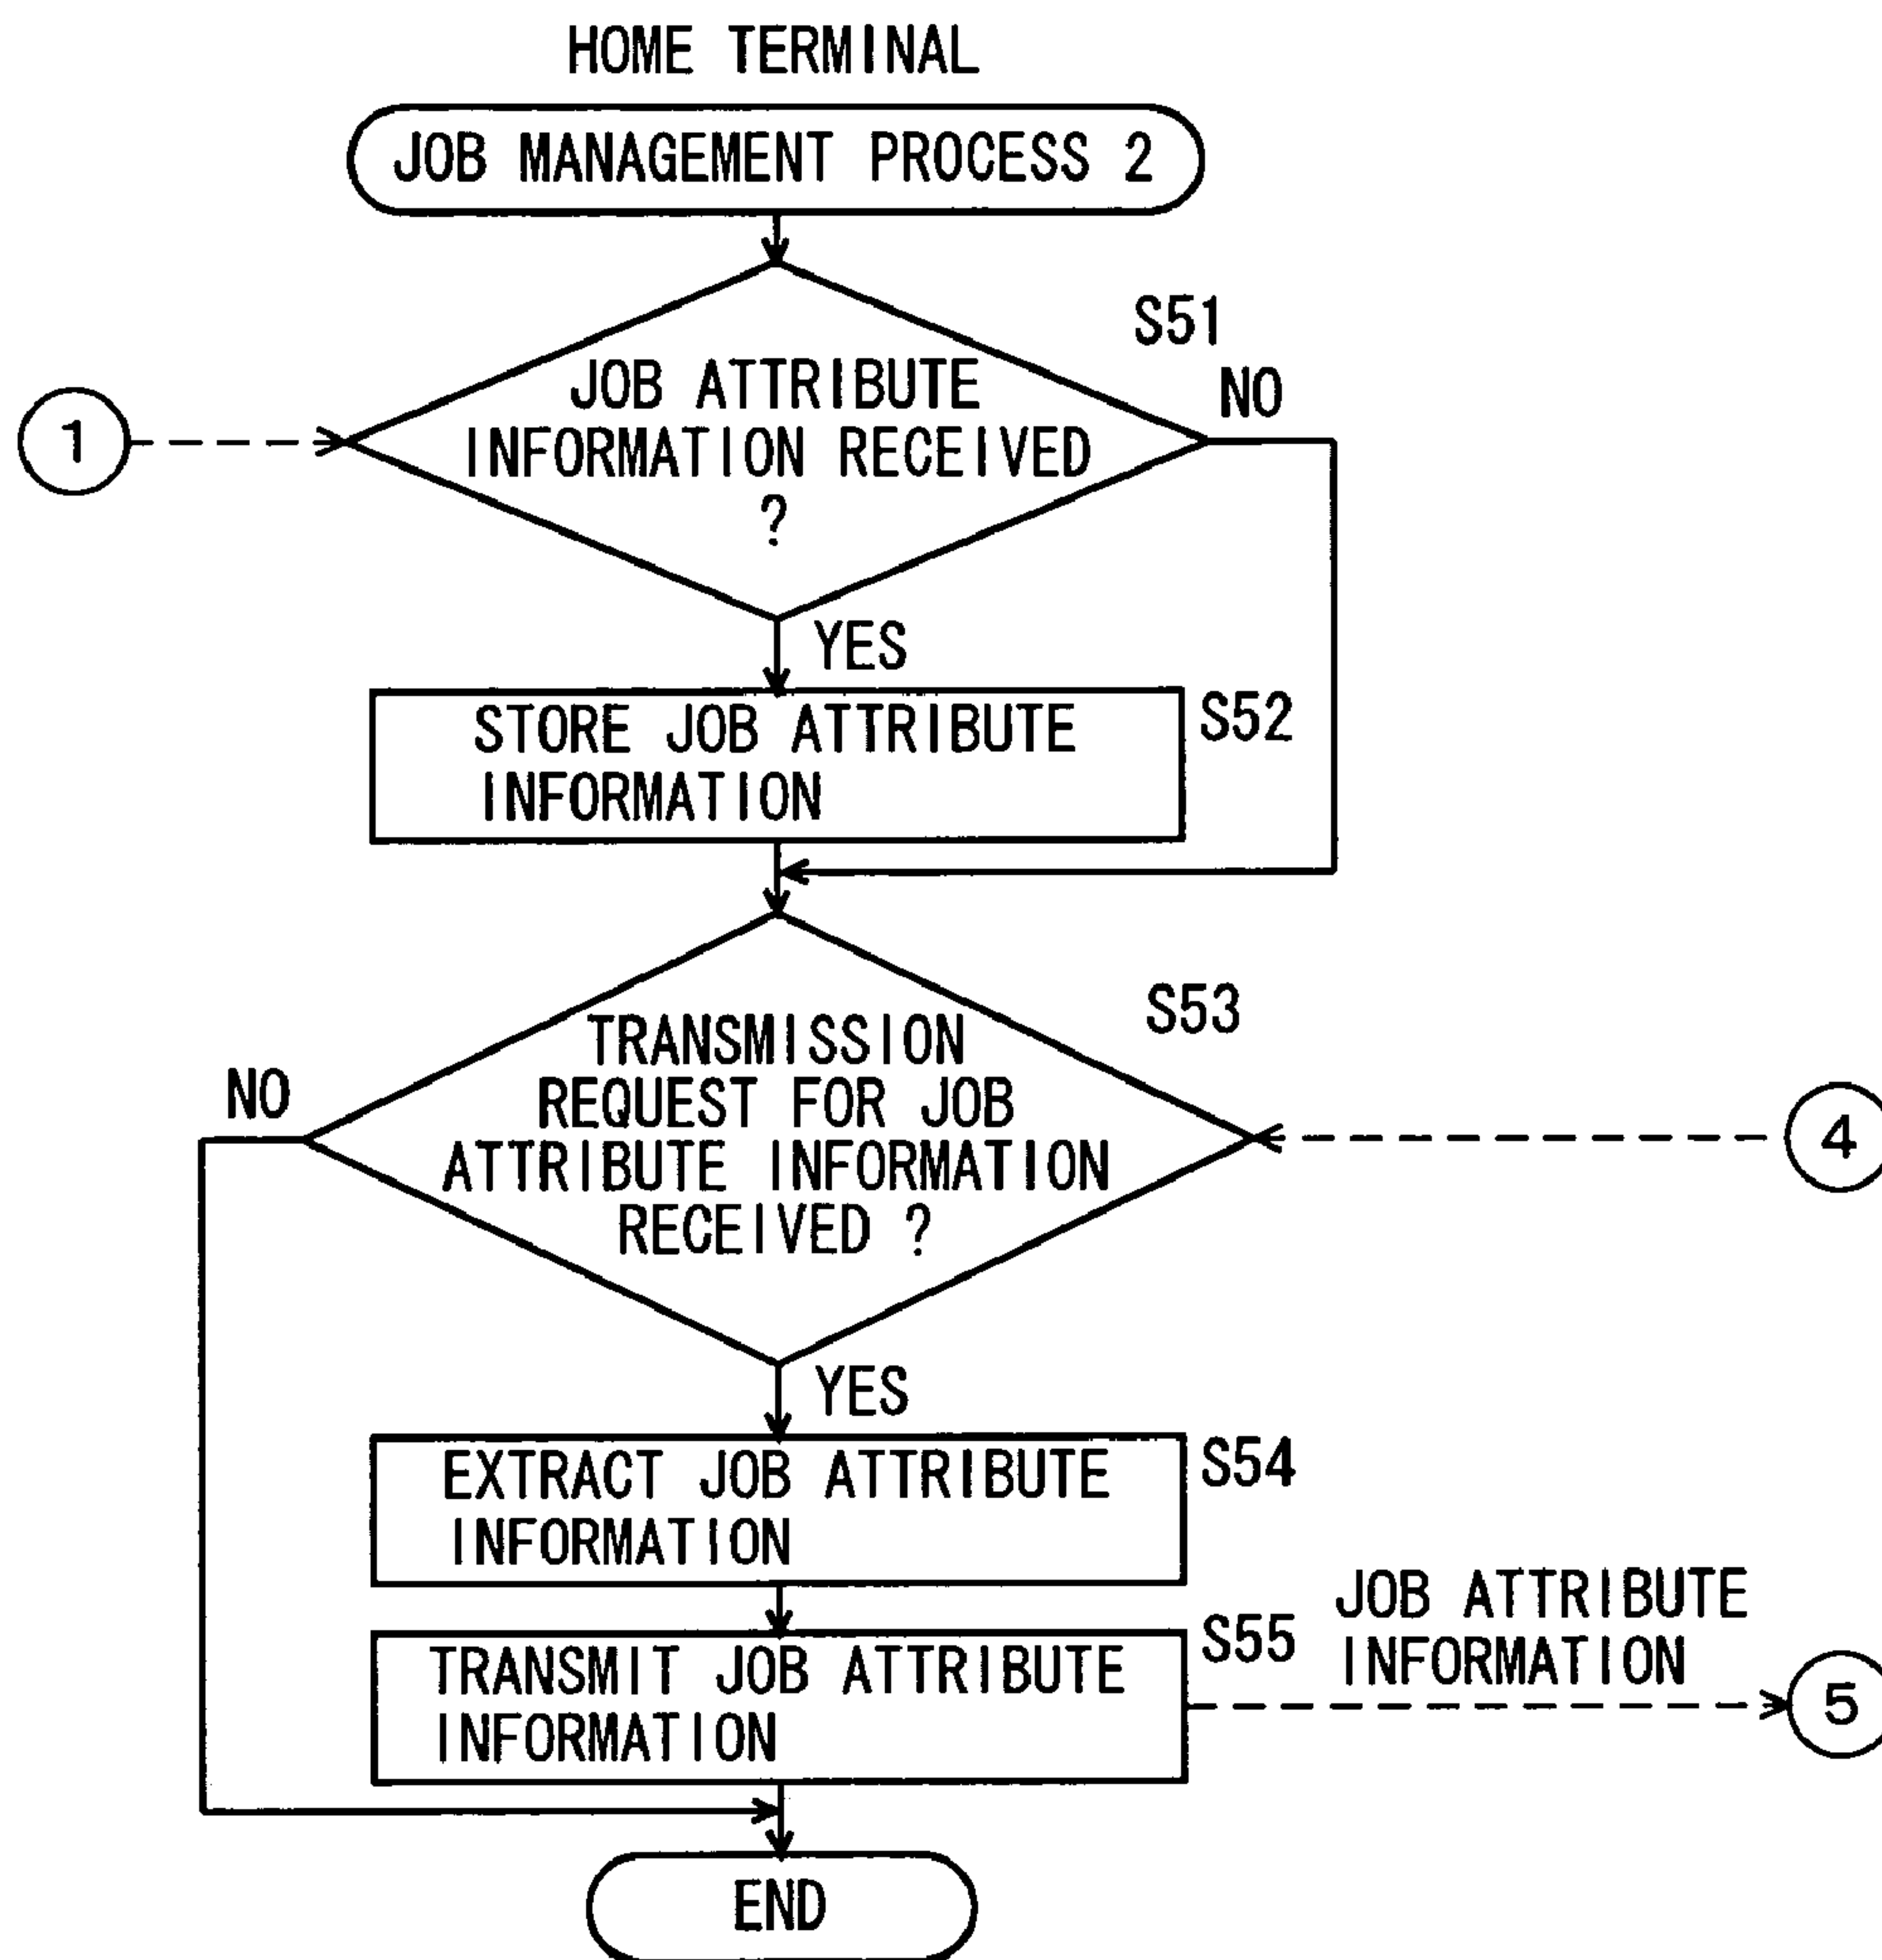 HOME TERMINAL
JOB MANAGEMENT PROCESS 2
S51
JOB ATTRIBUTE
INFORMATION RECEIVED
?
NO
1
YES
STORE JOB ATTRIBUTE
INFORMATION
S52
S53
TRANSMISSION
REQUEST FOR JOB
ATTRIBUTE INFORMATION
RECEIVED ?
NO
4
YES
EXTRACT JOB ATTRIBUTE
INFORMATION
S54
TRANSMIT JOB ATTRIBUTE
INFORMATION
S55
JOB ATTRIBUTE
INFORMATION
5
END